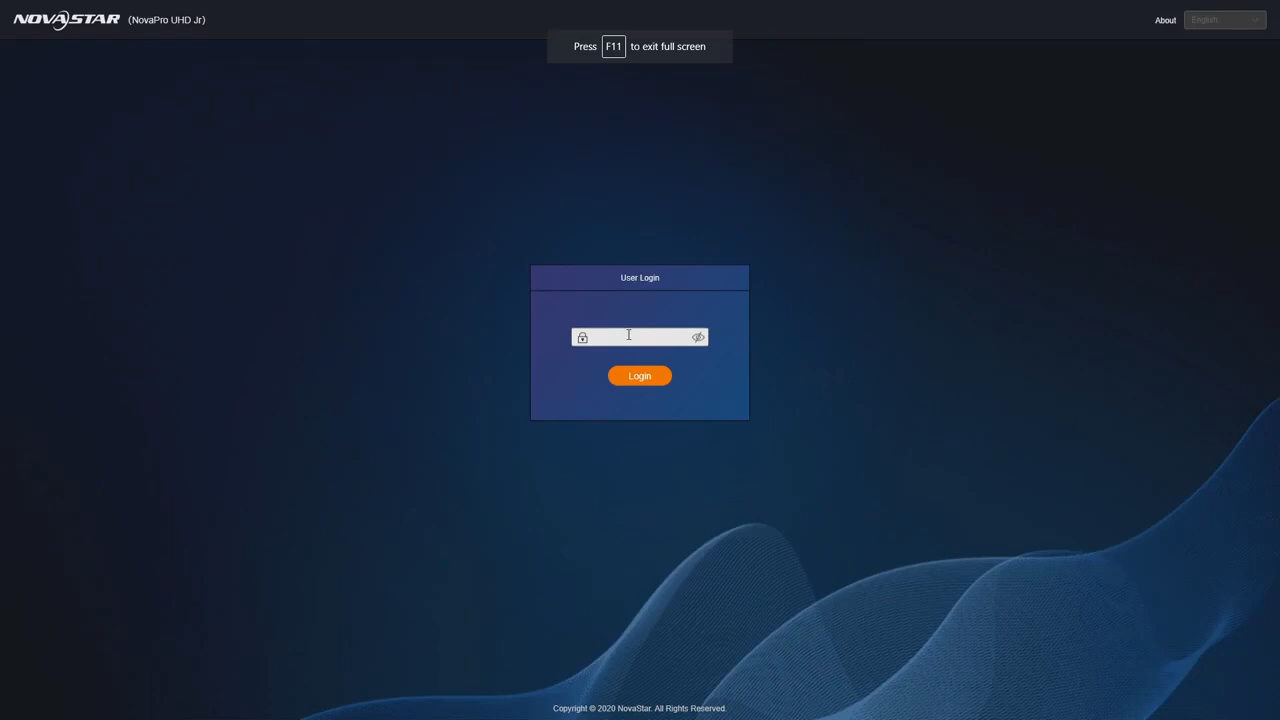 NOVASTAR (NovaPro UHD Jr)
About English
Press F11 to exit full screen
User Login
Login
Copyright © 2020 NovaStar. All Rights Reserved.